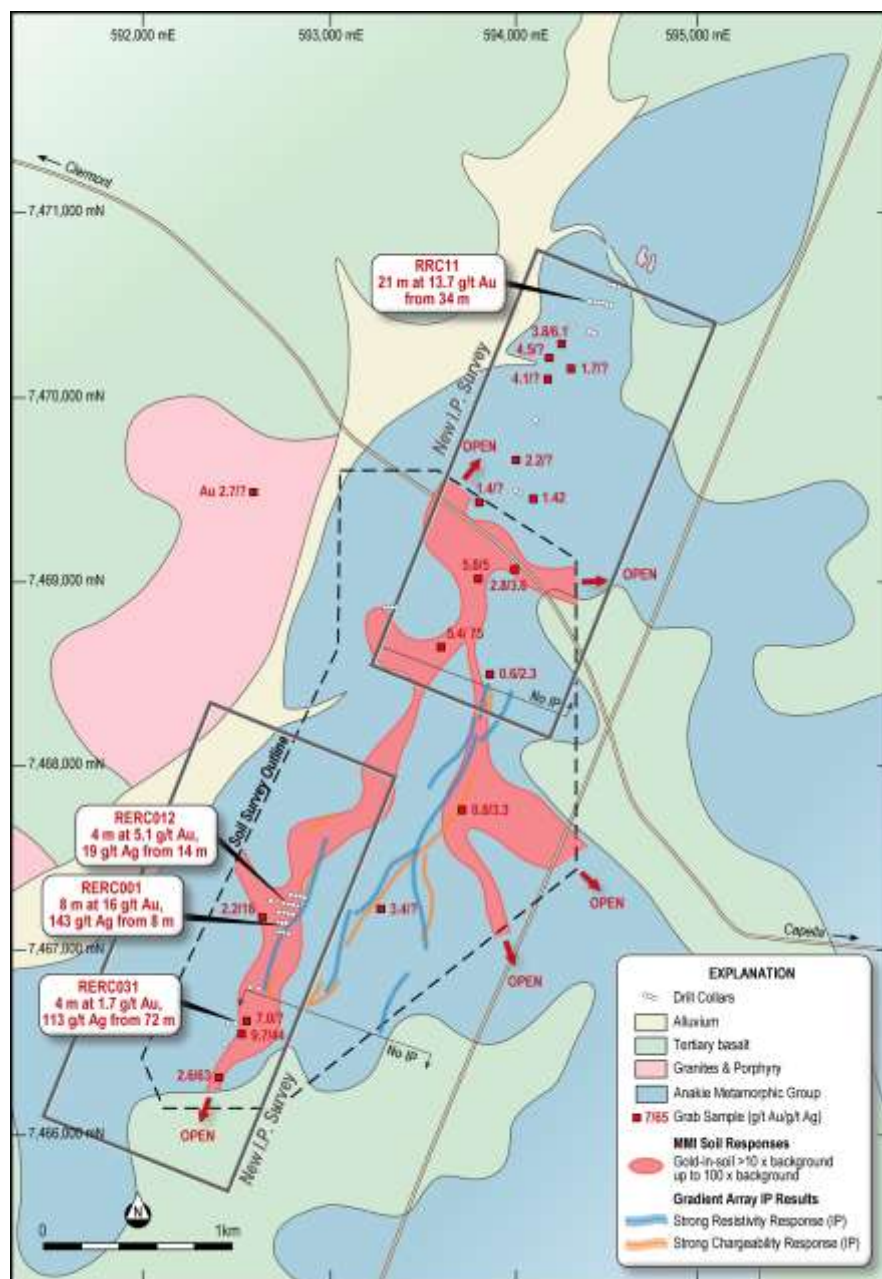 592,000 mE
593,000 mE
594,000 mE
595,000 mE
Clermont
7,471,000 mN
RRC11
21 m at 13.7 g/t Au
from 34 m
3.8/6.1
4.5/?
1.7/?
4.1/?
7,470,000 mN
New I.P. Survey
OPEN
2.2/?
Au 2.7/?
1.4/?
1.42
7,469,000 mN
5.8/5
2.8/3.6
OPEN
5.4/ 75
0.6/2.3
No IP
7,468,000 mN
Soil Survey Outline
RERC012
4 m at 5.1 g/t Au,
19 g/t Ag from 14 m
RERC001
8 m at 16 g/t Au,
143 g/t Ag from 8 m
2.2/16
3.4/?
OPEN
Capella
7,467,000 mN
OPEN
RERC031
4 m at 1.7 g/t Au,
113 g/t Ag from 72 m
7.0/?
9.7/44
No IP
2.6/63
OPEN
7,466,000 mN
New I.P. Survey
N
0
1km
EXPLANATION
Drill Collars
Alluvium
Tertiary basalt
Granites & Porphyry
Anakie Metamorphic Group
7/65 Grab Sample (g/t Au/g/t Ag)
MMI Soil Responses
Gold-in-soil >10 x background
up to 100 x background
Gradient Array IP Results
Strong Resistivity Response (IP)
Strong Chargeability Response (IP)